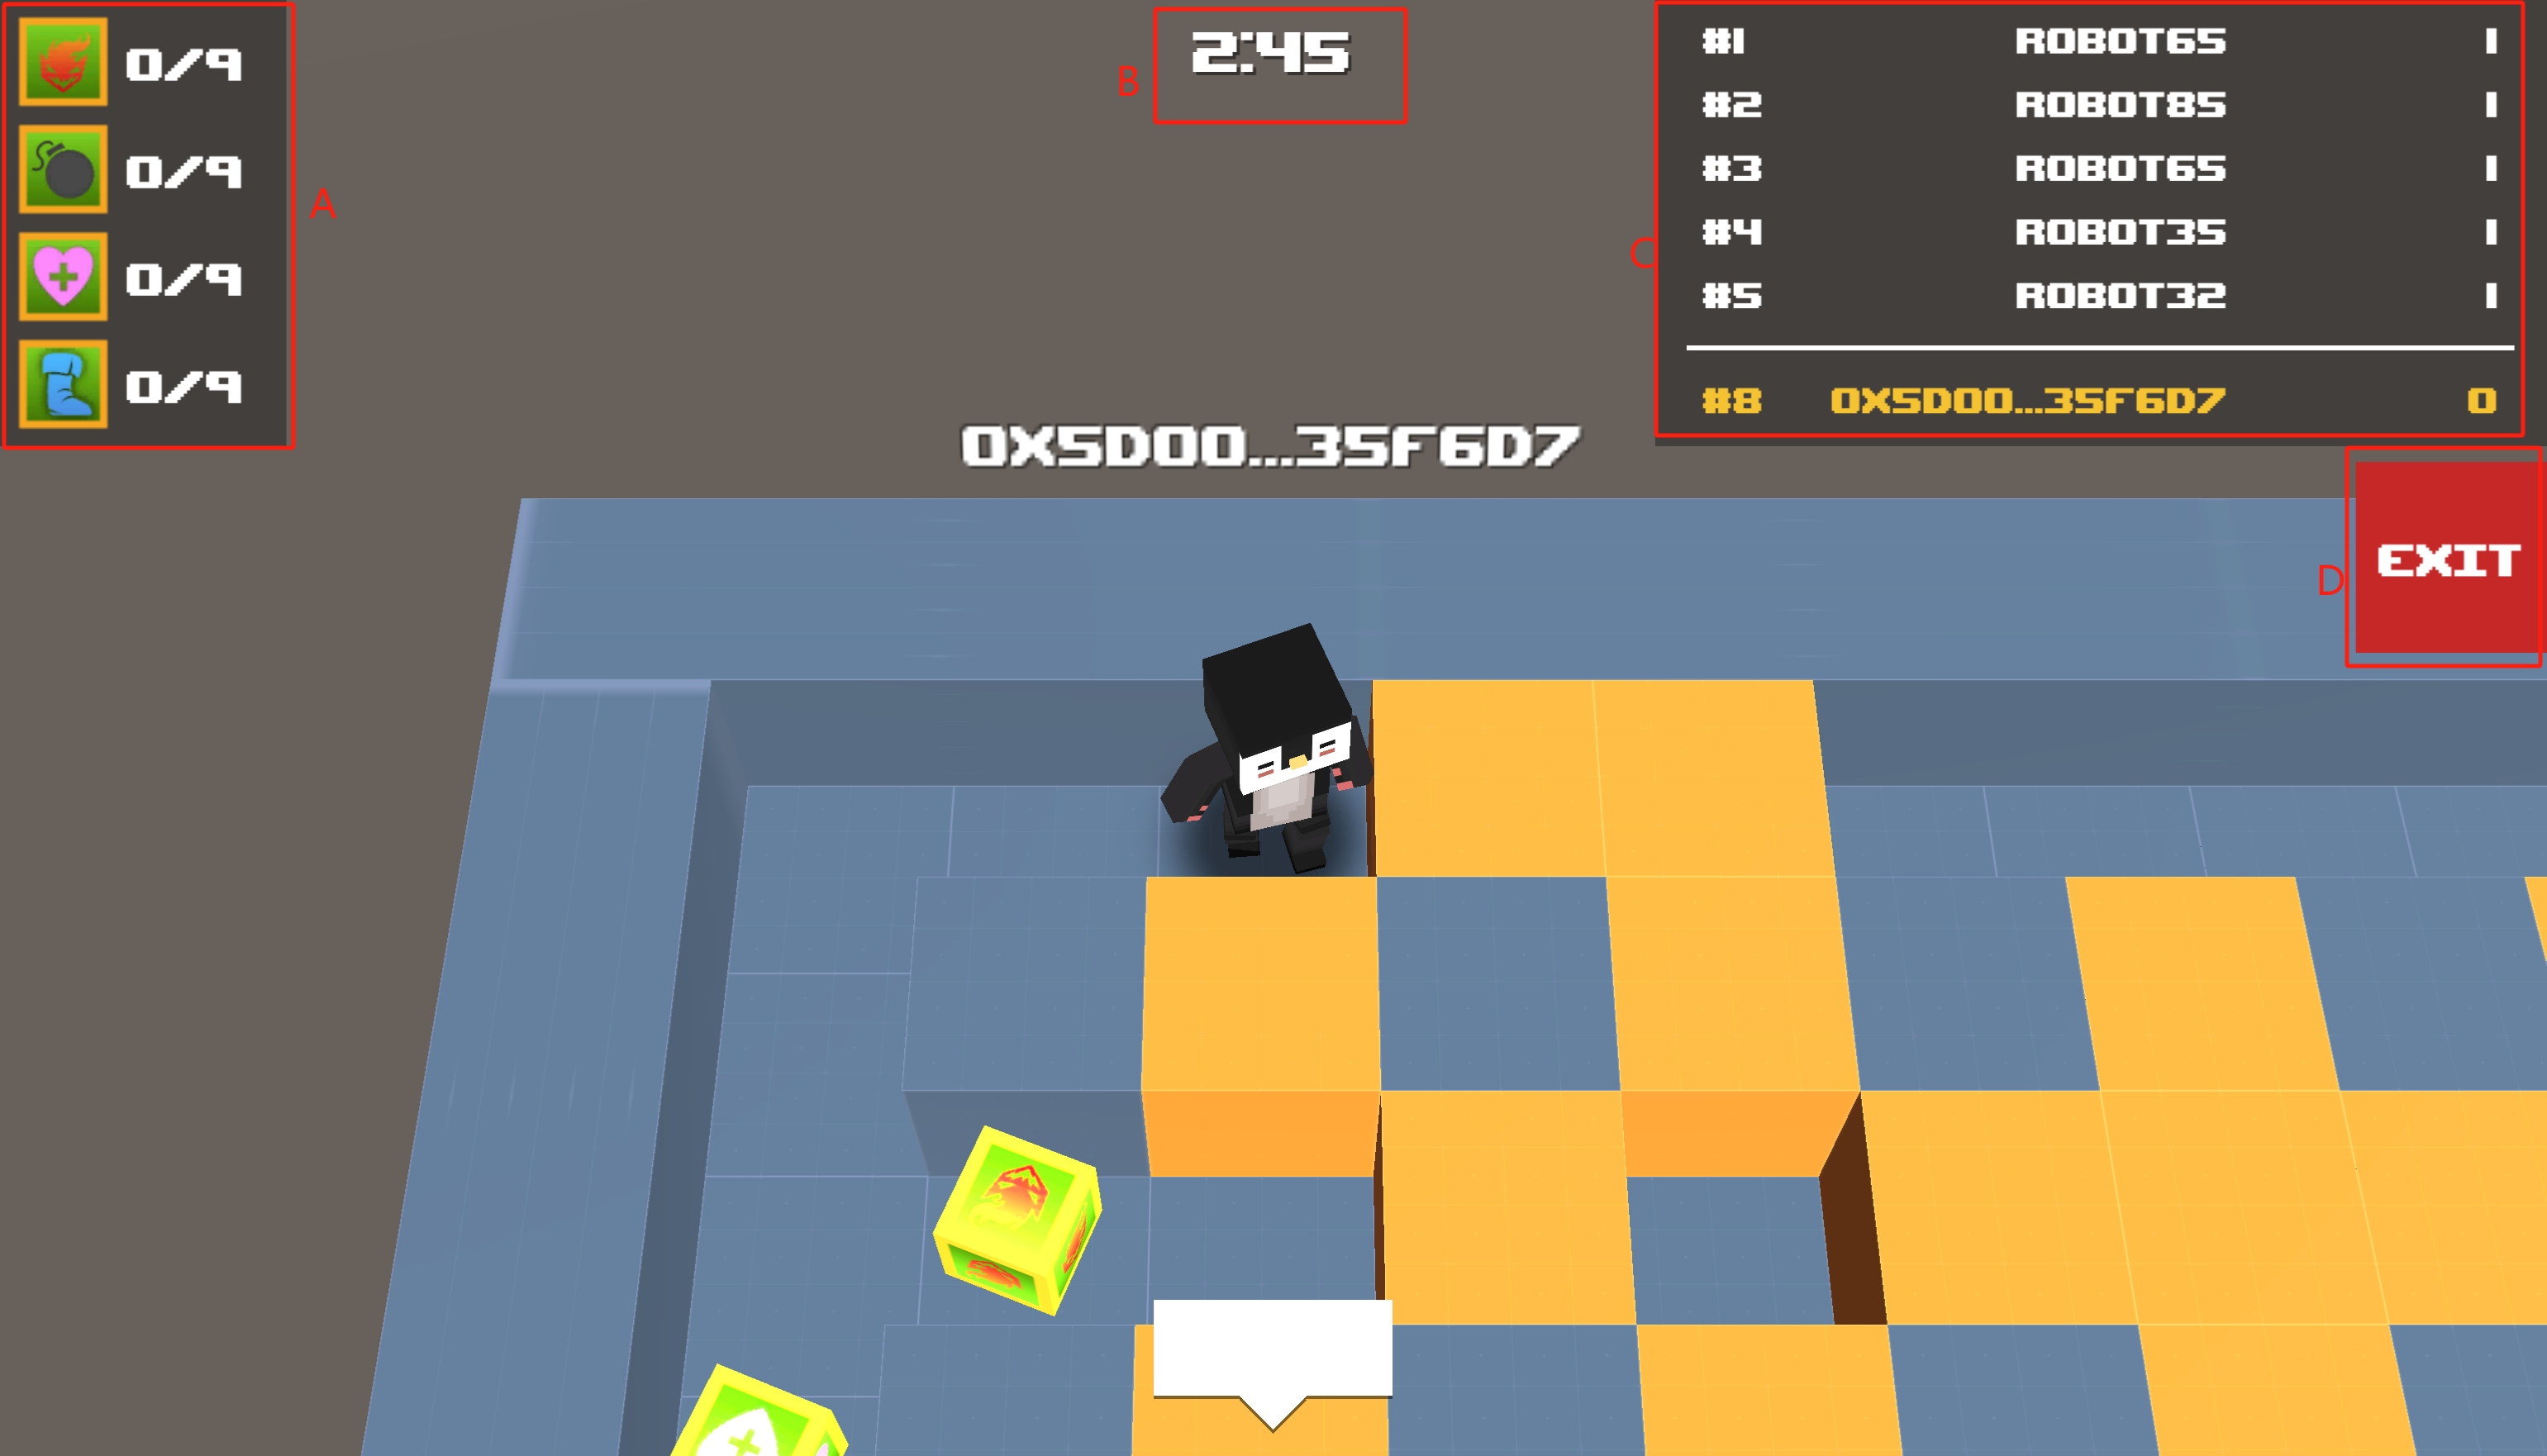 0/9
0/9
0/9
0/9
A
B
2:45
C
#1 ROBOT65 1
#2 ROBOT85 1
#3 ROBOT65 1
#4 ROBOT35 1
#5 ROBOT32 1
#8 0X5D00...35F6D7 0
0X5D00...35F6D7
D
EXIT